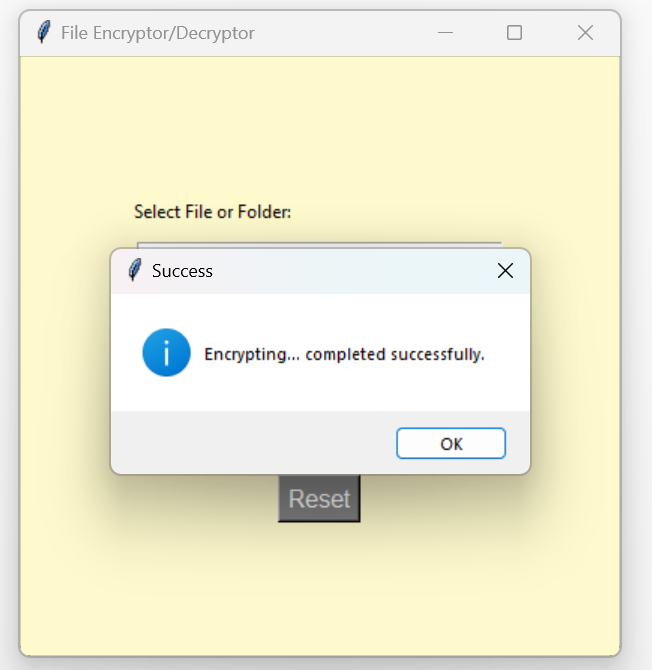 File Encryptor/Decryptor
Select File or Folder:
Success
Encrypting... completed successfully.
OK
Reset